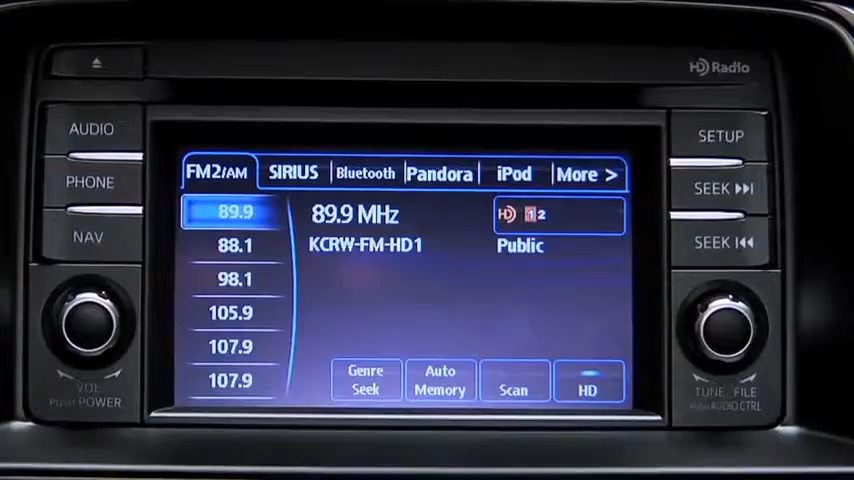 HD Radio
AUDIO
PHONE
NAV
VOL
PUSH POWER
FM2/AM SIRIUS Bluetooth Pandora iPod More >
89.9
88.1
98.1
105.9
107.9
107.9
89.9 MHz
HD 1 2
KCRW-FM-HD1
Public
Genre Seek
Auto Memory
Scan
HD
SETUP
SEEK
SEEK
TUNE FILE
PUSH AUDIO CTRL